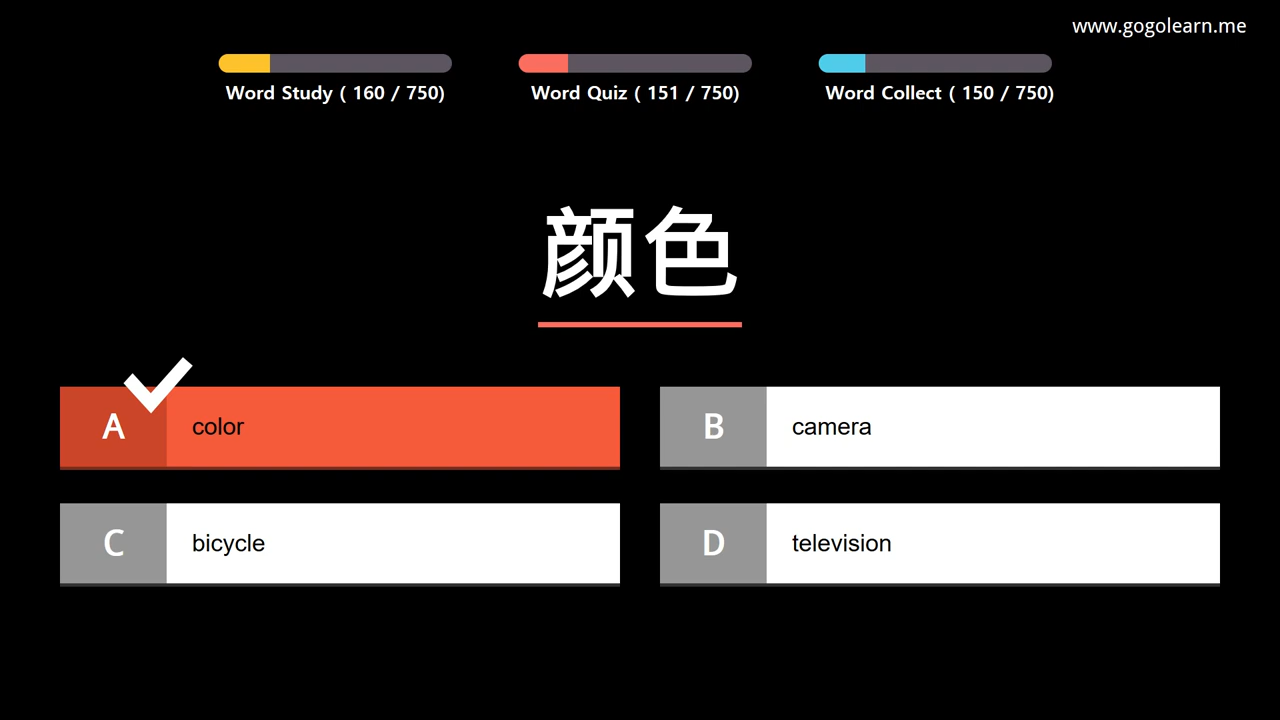 www.gogolearn.me
Word Study ( 160 / 750)
Word Quiz ( 151 / 750)
Word Collect ( 150 / 750)
颜色
A color
B camera
C bicycle
D television